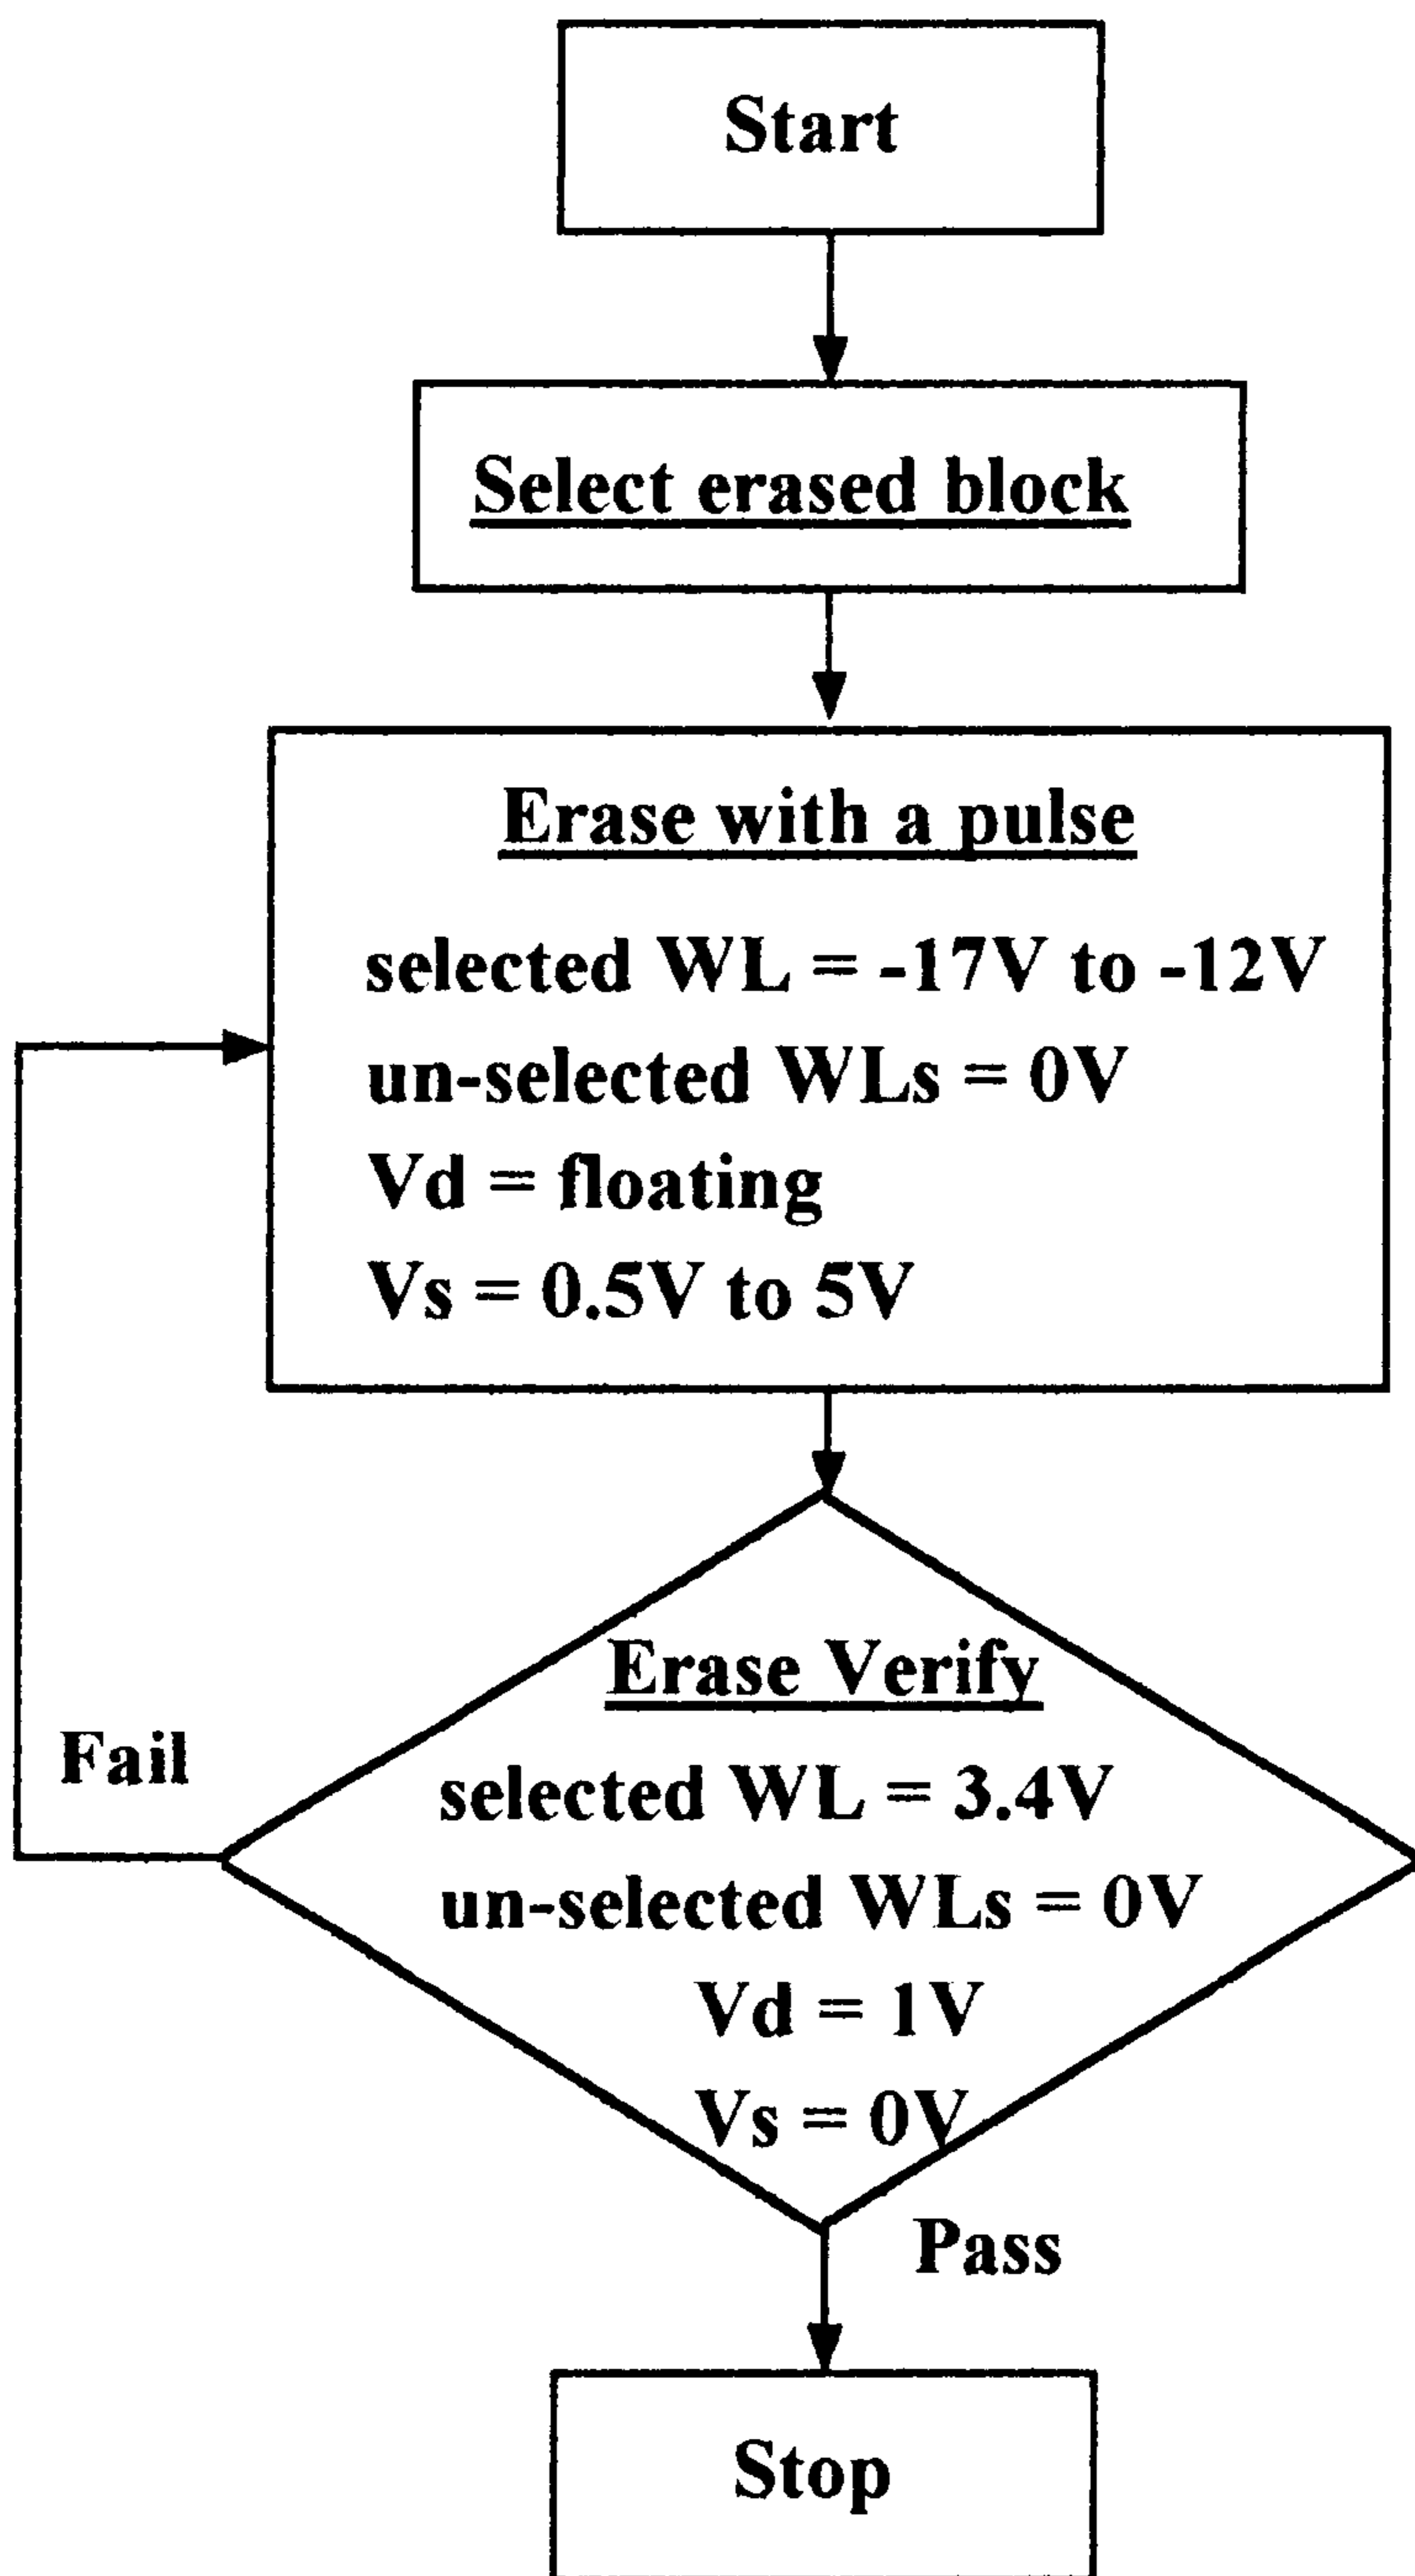 Start
Select erased block
Erase with a pulse
selected WL = -17V to -12V
un-selected WLs = 0V
Vd = floating
Vs = 0.5V to 5V
Erase Verify
Fail
selected WL = 3.4V
un-selected WLs = 0V
Vd = 1V
Vs = 0V
Pass
Stop